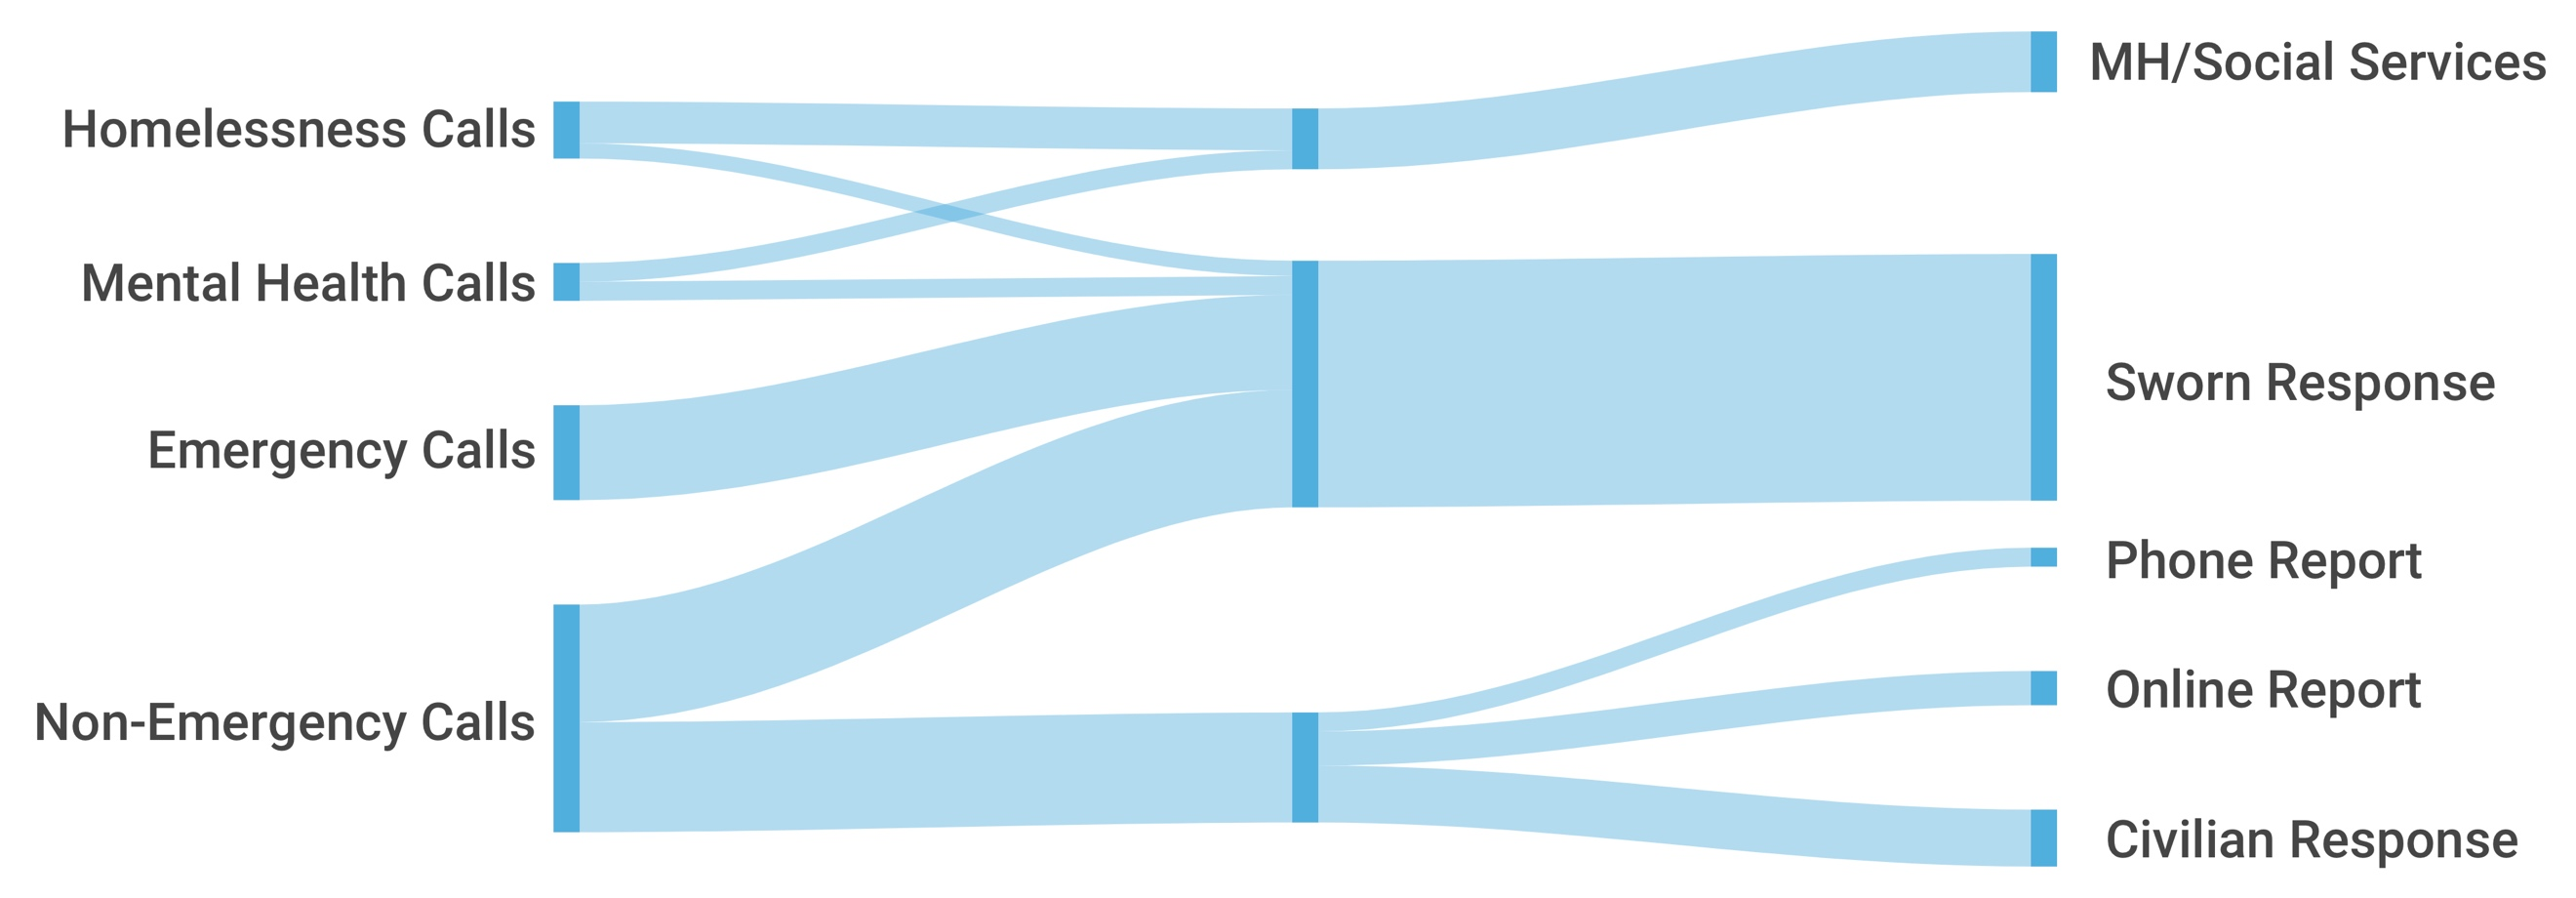 Homelessness Calls
Mental Health Calls
Emergency Calls
Non-Emergency Calls
MH/Social Services
Sworn Response
Phone Report
Online Report
Civilian Response